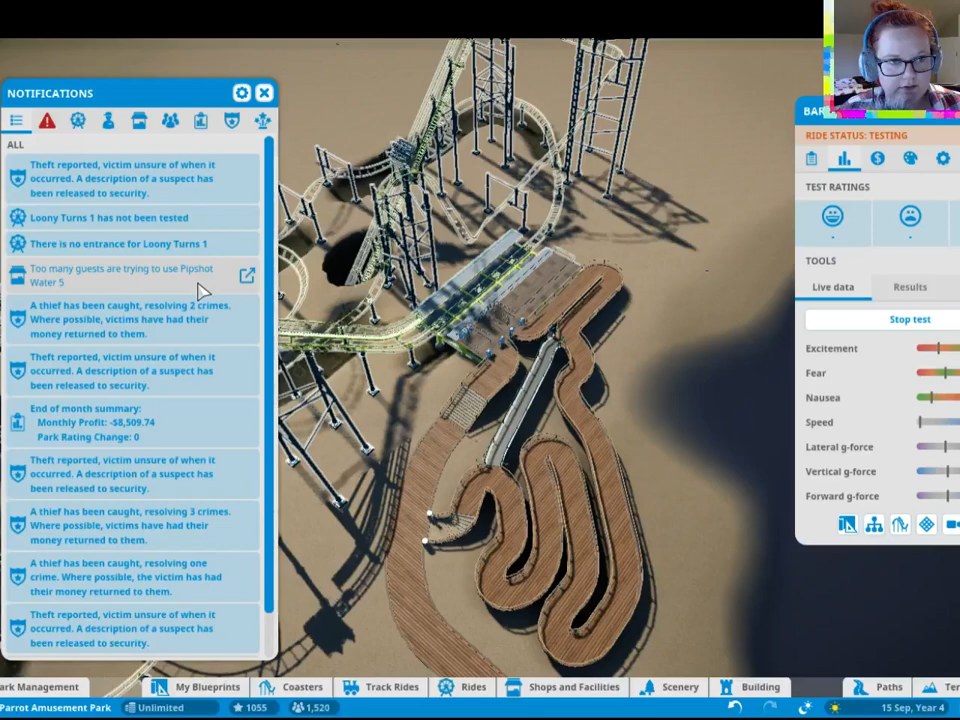 NOTIFICATIONS
ALL
Theft reported, victim unsure of when it
occurred. A description of a suspect has
been released to security.
Loony Turns 1 has not been tested
There is no entrance for Loony Turns 1
Too many guests are trying to use Pipshot
Water 5
A thief has been caught, resolving 2 crimes.
Where possible, victims have had their
money returned to them.
Theft reported, victim unsure of when it
occurred. A description of a suspect has
been released to security.
End of month summary:
Monthly Profit: -$8,509.74
Park Rating Change: 0
Theft reported, victim unsure of when it
occurred. A description of a suspect has
been released to security.
A thief has been caught, resolving 3 crimes.
Where possible, victims have had their
money returned to them.
A thief has been caught, resolving one
crime. Where possible, the victim has had
their money returned to them.
Theft reported, victim unsure of when it
occurred. A description of a suspect has
been released to security.
BAR
RIDE STATUS: TESTING
TEST RATINGS
- -
TOOLS
Live data Results
Stop test
Excitement
Fear
Nausea
Speed
Lateral g-force
Vertical g-force
Forward g-force
ark Management My Blueprints Coasters Track Rides Rides Shops and Facilities Scenery Building Paths Ter
Parrot Amusement Park Unlimited 1055 1,520 15 Sep, Year 4